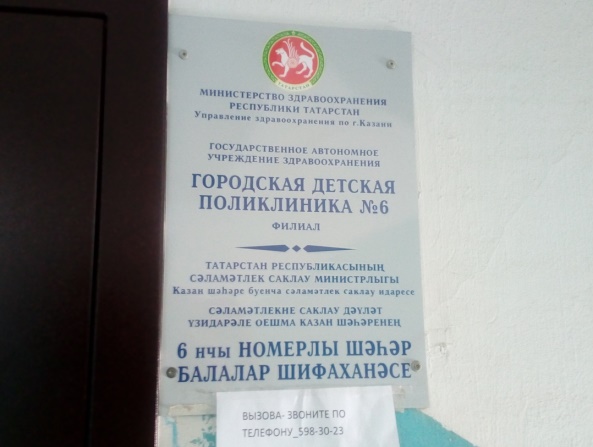 ТАТАРСТАН
МИНИСТЕРСТВО ЗДРАВООХРАНЕНИЯ
РЕСПУБЛИКИ ТАТАРСТАН
Управление здравоохранения по г.Казани
ГОСУДАРСТВЕННОЕ АВТОНОМНОЕ
УЧРЕЖДЕНИЕ ЗДРАВООХРАНЕНИЯ
ГОРОДСКАЯ ДЕТСКАЯ
ПОЛИКЛИНИКА №6
ФИЛИАЛ
ТАТАРСТАН РЕСПУБЛИКАСЫНЫҢ
СӘЛАМӘТЛЕК САКЛАУ МИНИСТРЛЫГЫ
Казан шәһәре буенча сәламәтлек саклау идарәсе
СӘЛАМӘТЛЕКНЕ САКЛАУ ДӘҮЛӘТ
ҮЗИДАРӘЛЕ ОЕШМА КАЗАН ШӘҺӘРЕНЕҢ
6 нчы НОМЕРЛЫ ШӘҺӘР
БАЛАЛАР ШИФАХАНӘСЕ
ВЫЗОВА- ЗВОНИТЕ ПО
ТЕЛЕФОНУ_598-30-23